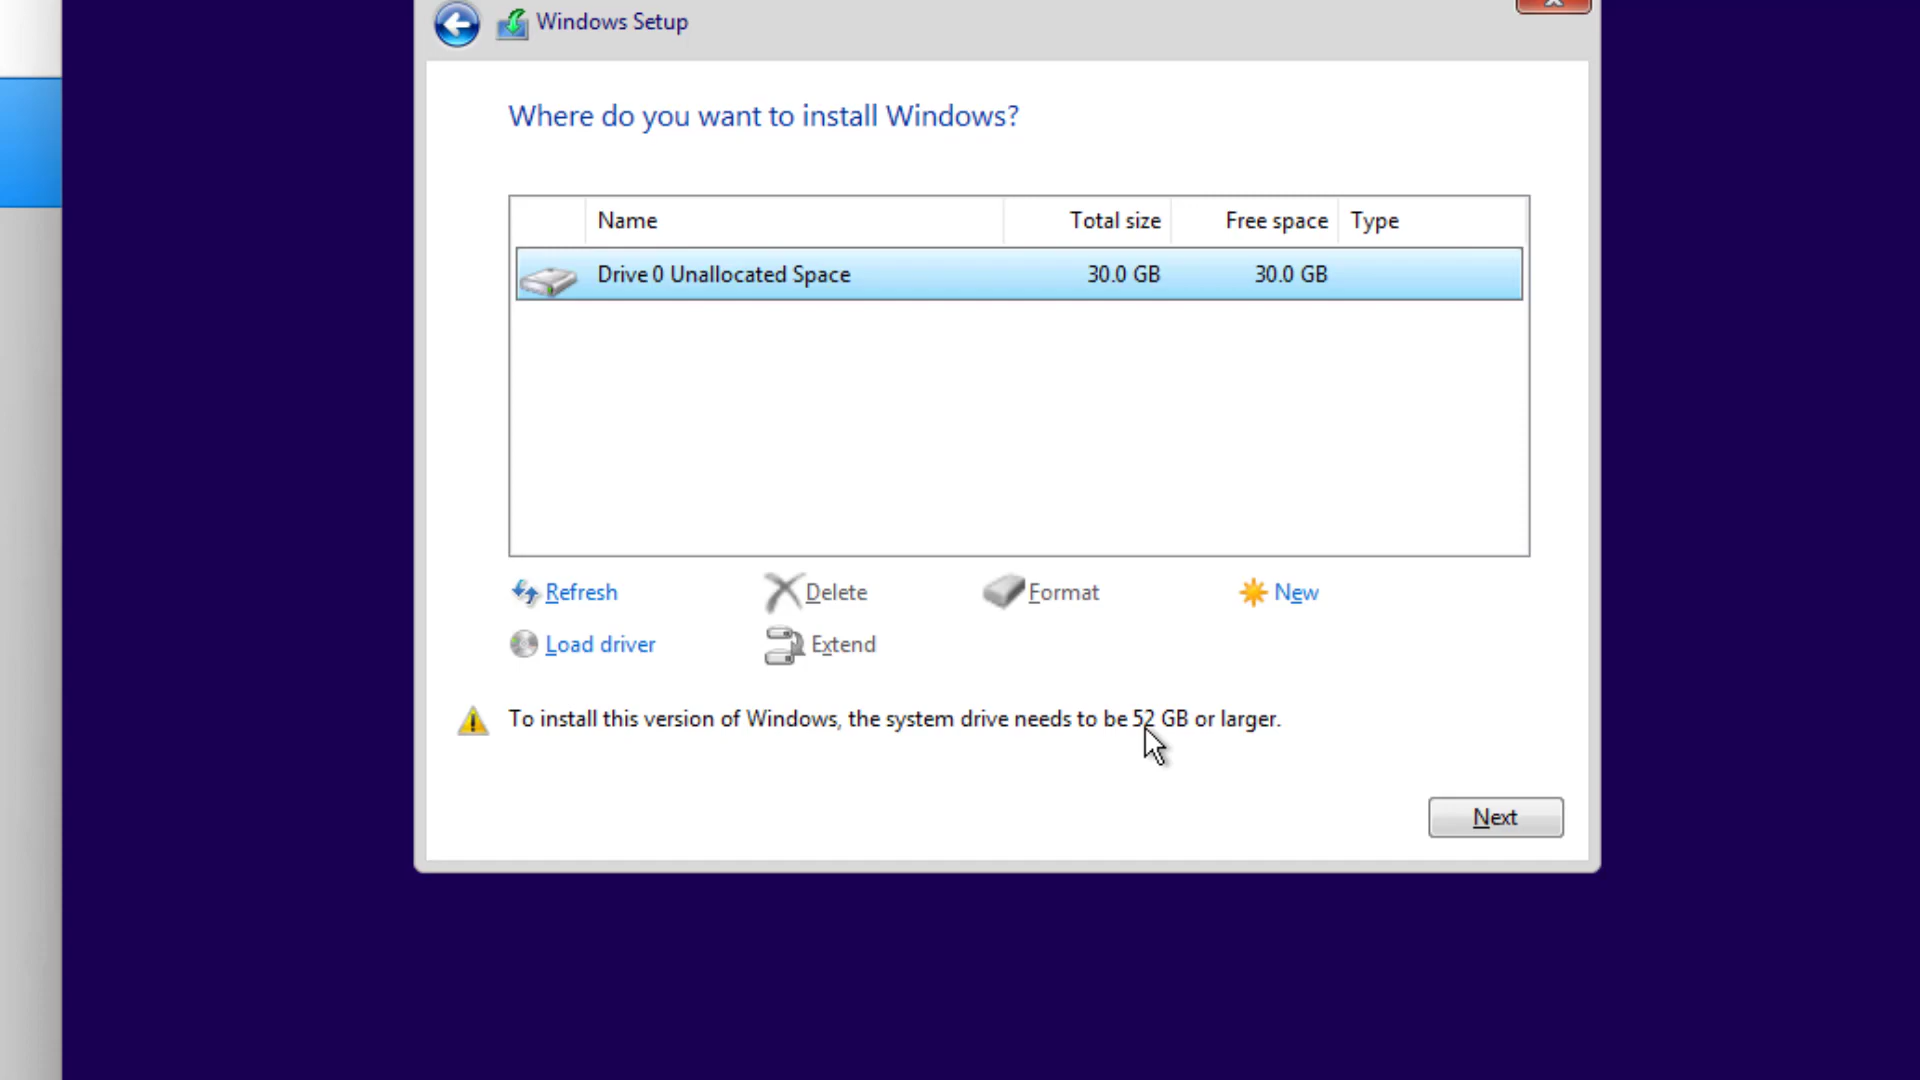 Windows Setup
Where do you want to install Windows?
Name Total size Free space Type
Drive 0 Unallocated Space 30.0 GB 30.0 GB
Refresh Delete Format New
Load driver Extend
To install this version of Windows, the system drive needs to be 52 GB or larger.
Next